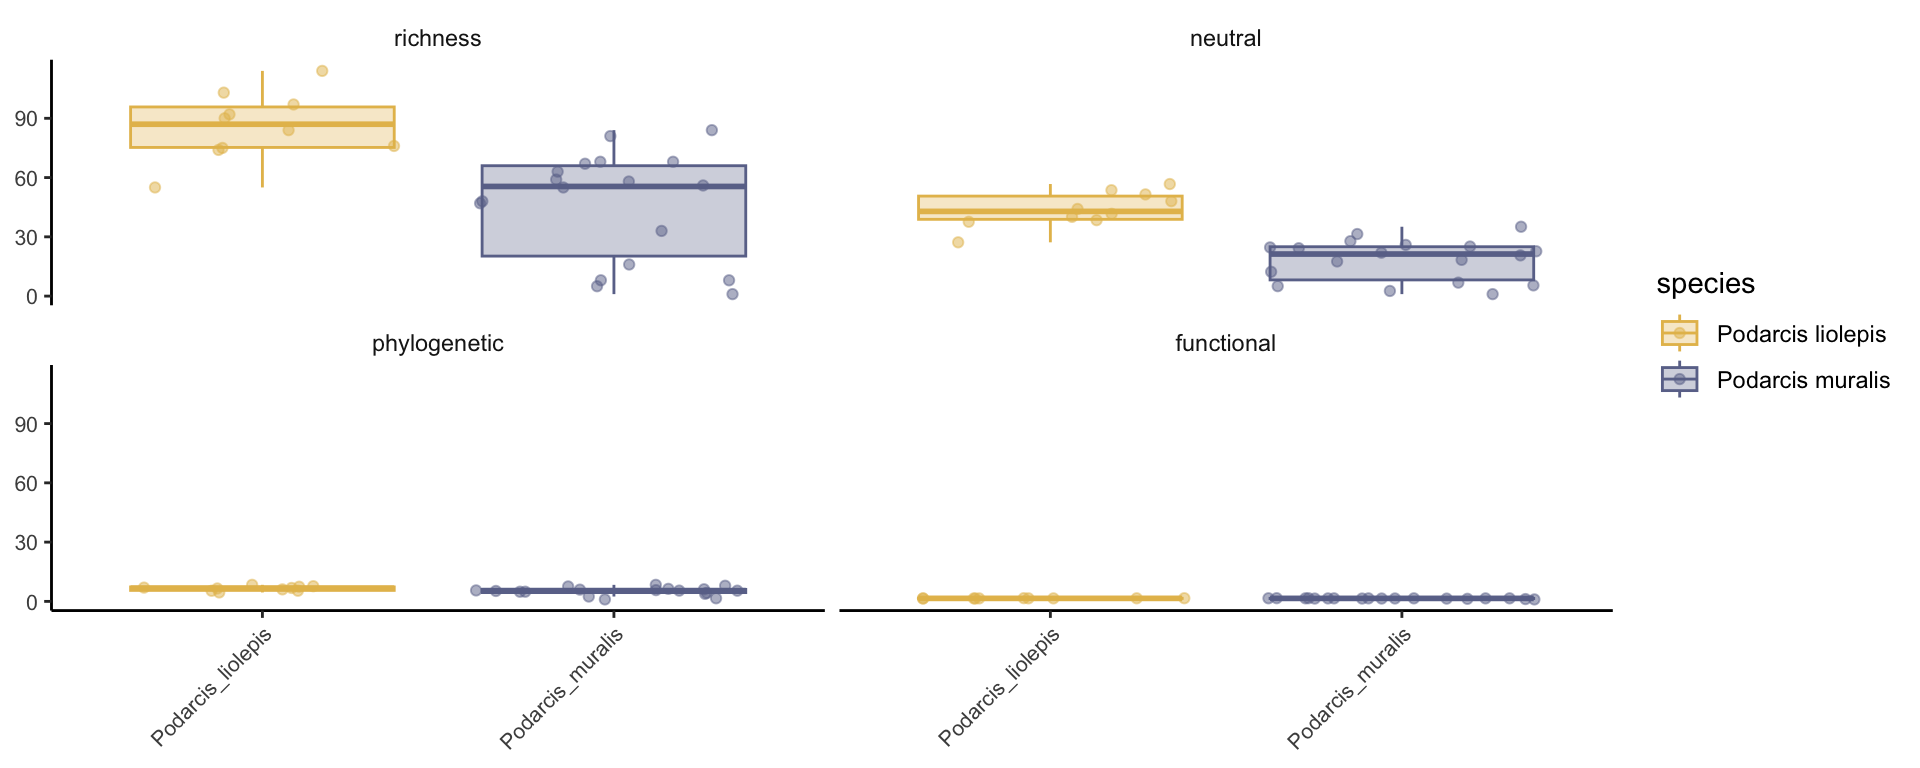 richness
neutral
90
60
30
0
phylogenetic
functional
90
60
30
0
Podarcis_liolepis
Podarcis_muralis
Podarcis_liolepis
Podarcis_muralis
species
Podarcis liolepis
Podarcis muralis